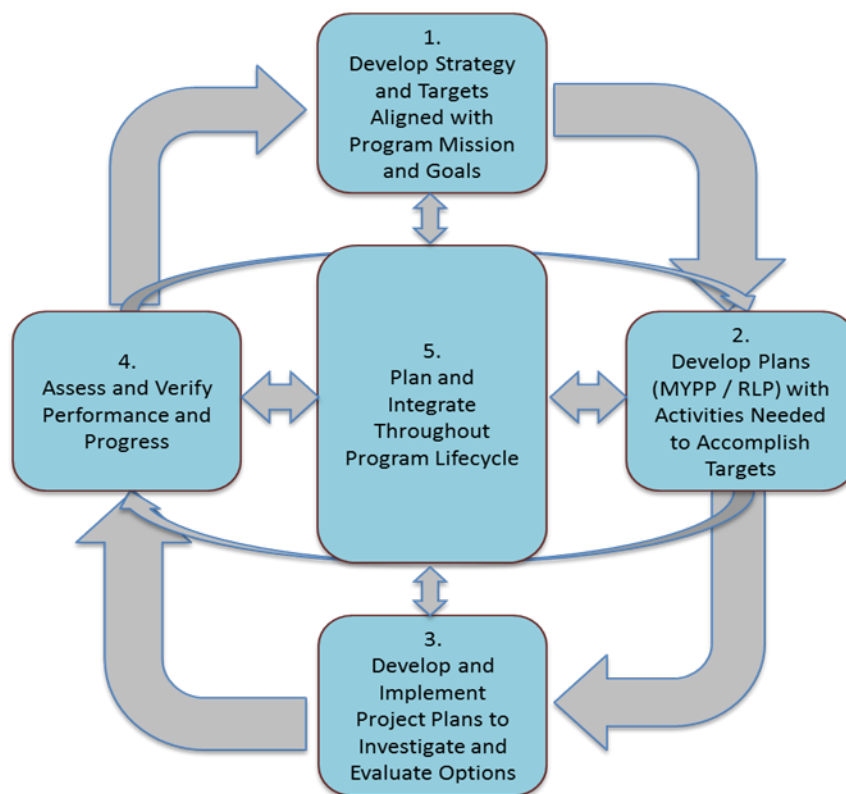 1.
Develop Strategy
and Targets
Aligned with
Program Mission
and Goals
2.
Develop Plans
(MYPP / RLP) with
Activities Needed
to Accomplish
Targets
3.
Develop and
Implement
Project Plans to
Investigate and
Evaluate Options
4.
Assess and Verify
Performance and
Progress
5.
Plan and
Integrate
Throughout
Program Lifecycle